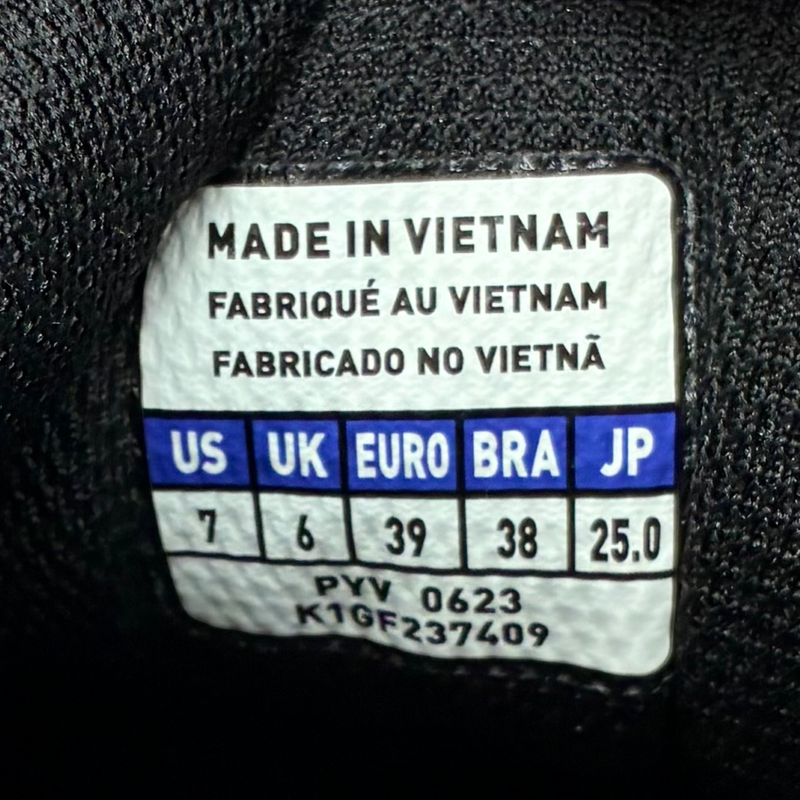 MADE IN VIETNAM
FABRIQUÉ AU VIETNAM
FABRICADO NO VIETNÃ
US UK EURO BRA JP
7 6 39 38 25.0
PYV 0623
K1GF237409